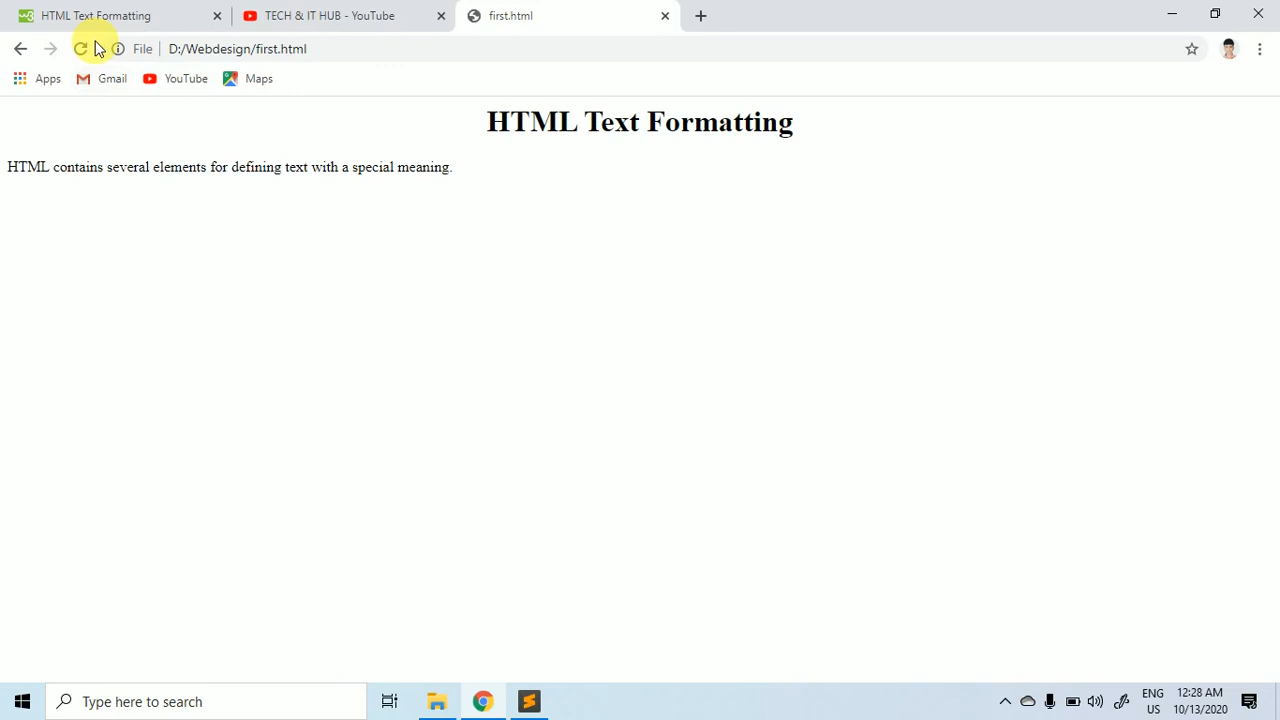 HTML Text Formatting
TECH & IT HUB - YouTube
first.html
File
D:/Webdesign/first.html
Apps
Gmail
YouTube
Maps
HTML Text Formatting
HTML contains several elements for defining text with a special meaning.
Type here to search
ENG
US
12:28 AM
10/13/2020